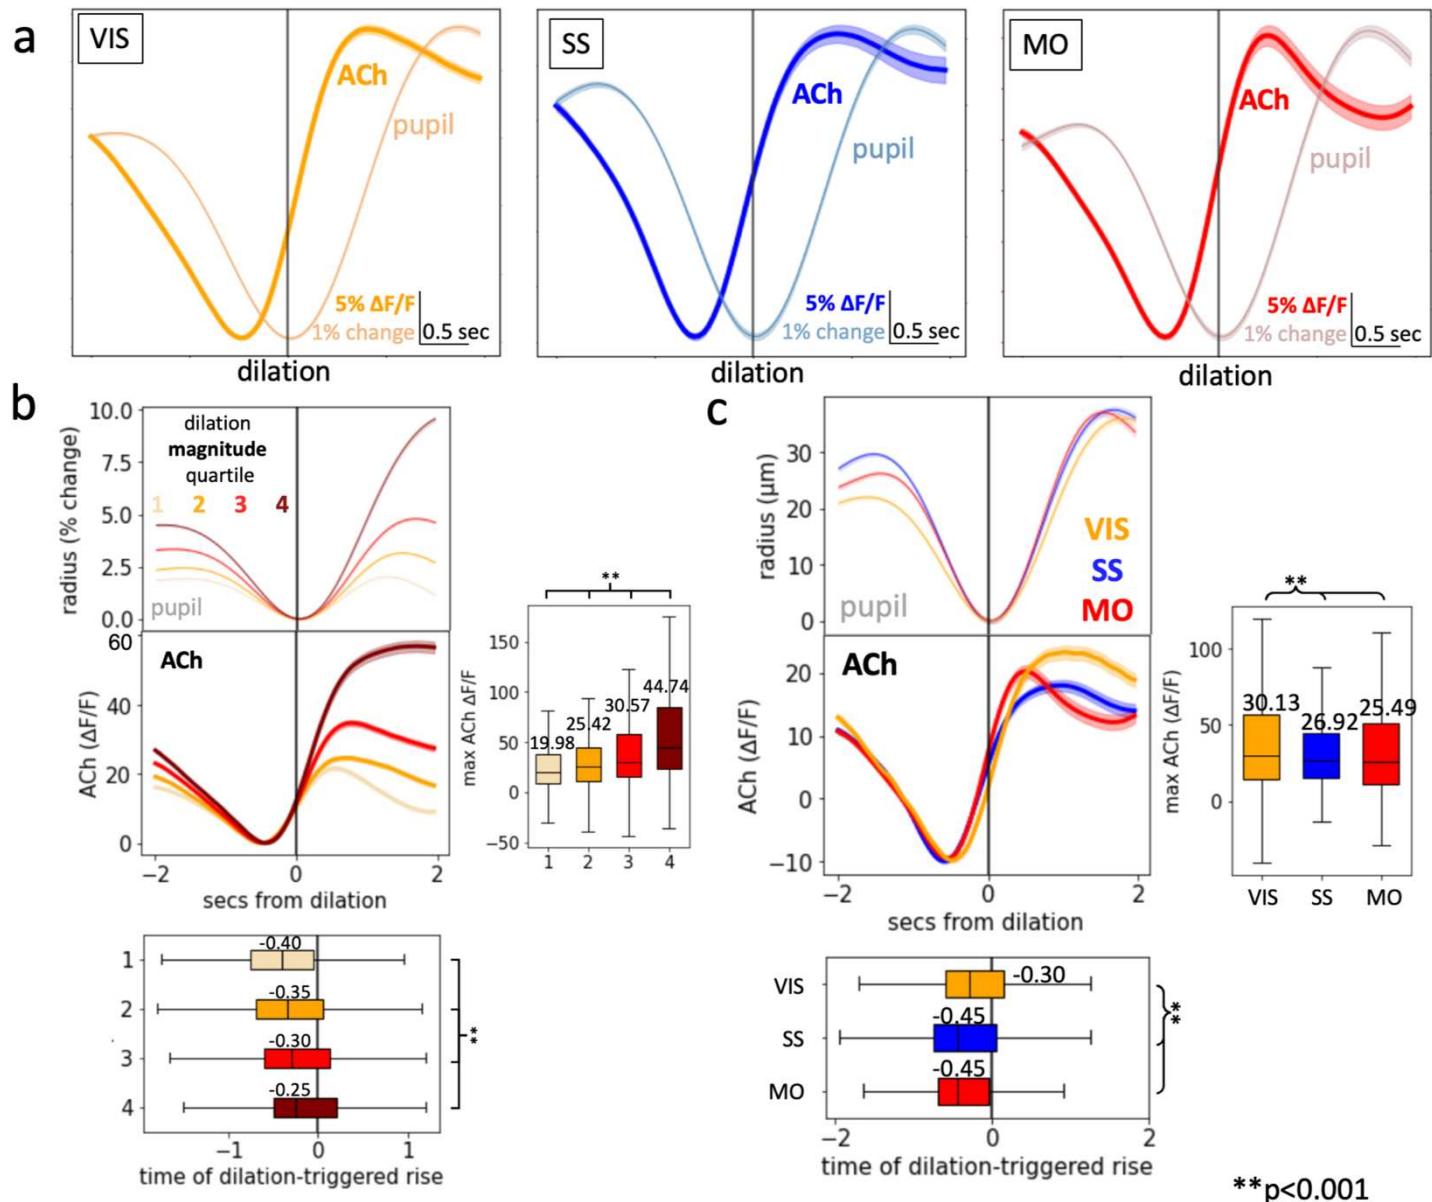 a
VIS
ACh
pupil
5% ΔF/F
1% change
0.5 sec
dilation
SS
ACh
pupil
5% ΔF/F
1% change
0.5 sec
dilation
MO
ACh
pupil
5% ΔF/F
1% change
0.5 sec
dilation
b
radius (% change)
10.0
7.5
5.0
2.5
0.0
dilation
magnitude
quartile
1 2 3 4
pupil
ACh (ΔF/F)
60
40
20
0
ACh
−2 0 2
secs from dilation
**
max ACh ΔF/F
150
100
50
0
−50
19.98
25.42
30.57
44.74
1 2 3 4
1 -0.40
2 -0.35
3 -0.30
4 -0.25
**
−1 0 1
time of dilation-triggered rise
c
radius (μm)
30
20
10
0
VIS
SS
MO
pupil
ACh (ΔF/F)
20
10
0
−10
ACh
−2 0 2
secs from dilation
**
max ACh (ΔF/F)
100
50
0
30.13
26.92
25.49
VIS SS MO
VIS -0.30
SS -0.45
MO -0.45
**
−2 0 2
time of dilation-triggered rise
**p<0.001